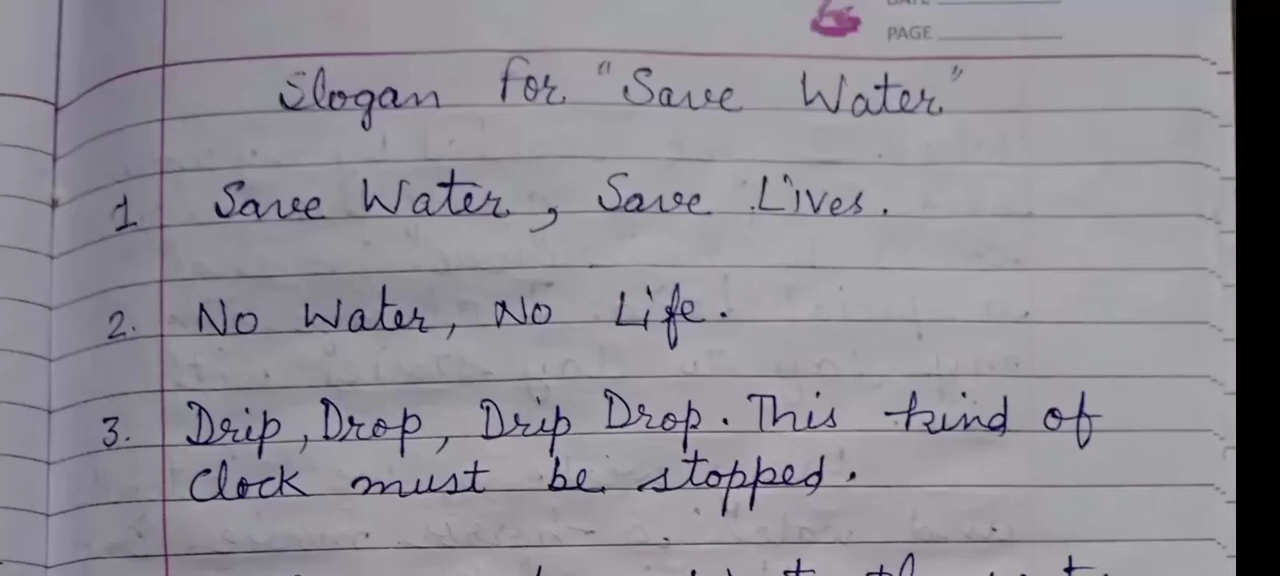 PAGE
Slogan for "Save Water"
1 Save Water, Save Lives.
2. No Water, No Life.
3. Drip, Drop, Drip Drop. This kind of
Clock must be stopped.